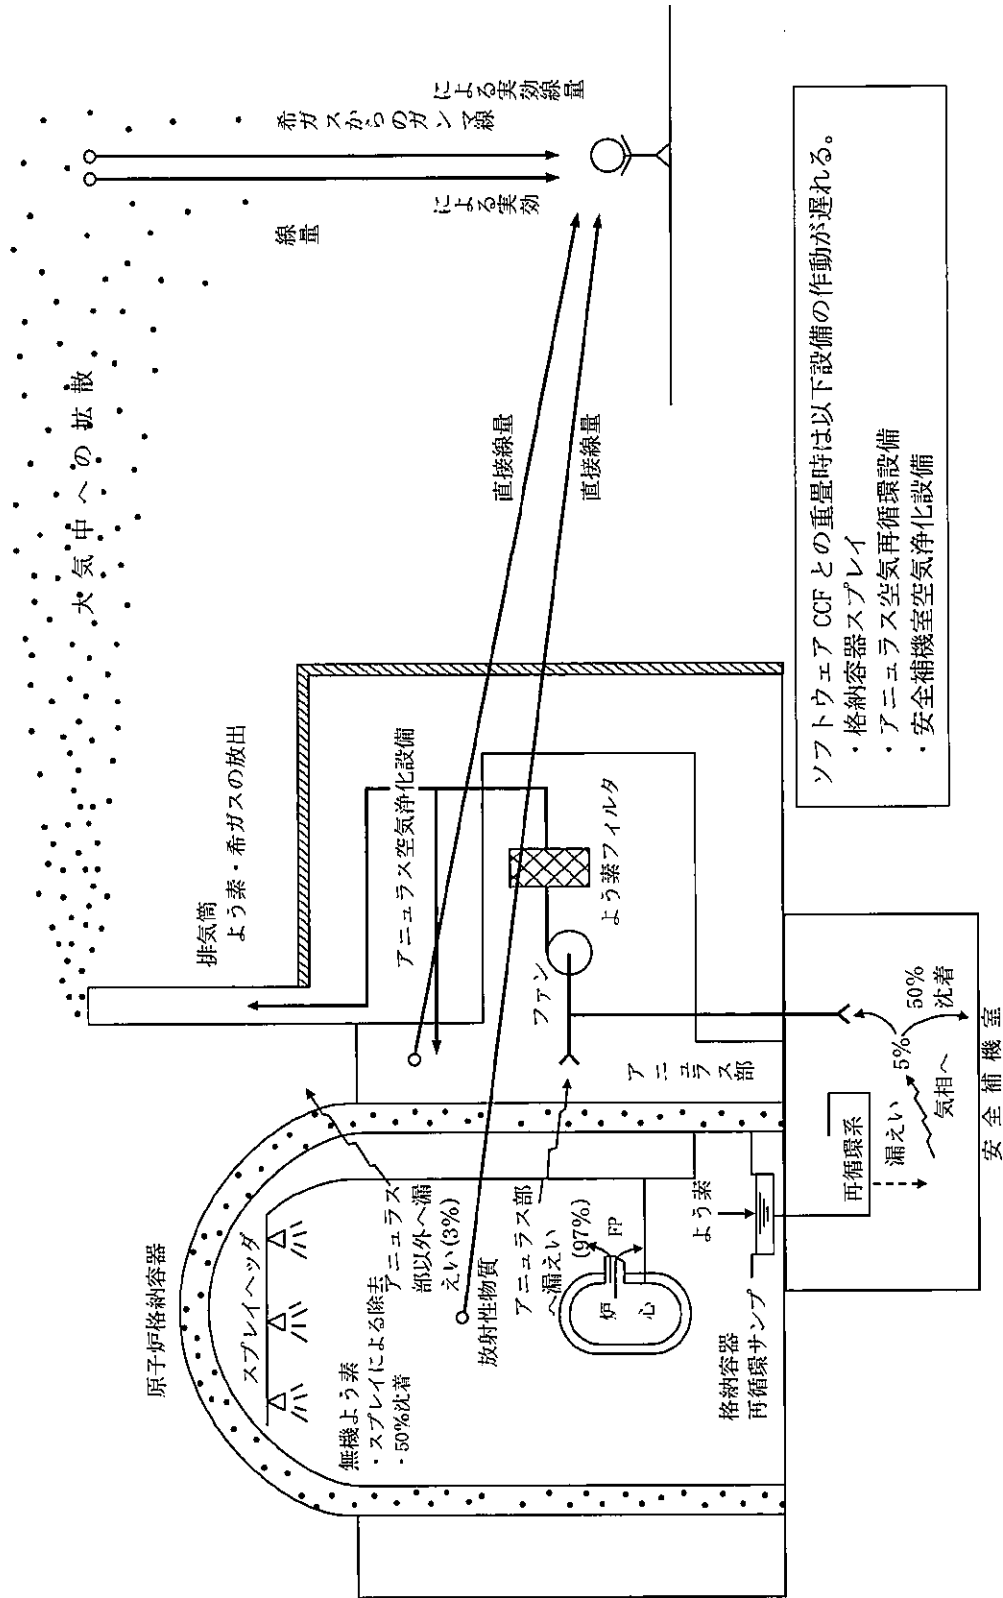 大気中への拡散
排気筒
よう素・希ガスの放出
線量
による実効
希ガスからのガンマ線
による実効線量
原子炉格納容器
スプレイヘッダ
無機よう素
・スプレイによる除去
・50%沈着
アニュラス
部以外へ漏
えい(3%)
放射性物質
アニュラス部
へ漏えい
(97%)
FP
炉心
格納容器
再循環サンプ
よう素
アニュラス空気浄化設備
ファン
よう素フィルタ
アニュラス部
直接線量
直接線量
再循環系
漏えい
5%
気相へ
50%
沈着
安全補機室
ソフトウェア CCF との重畳時は以下設備の作動が遅れる。
・格納容器スプレイ
・アニュラス空気再循環設備
・安全補機室空気浄化設備